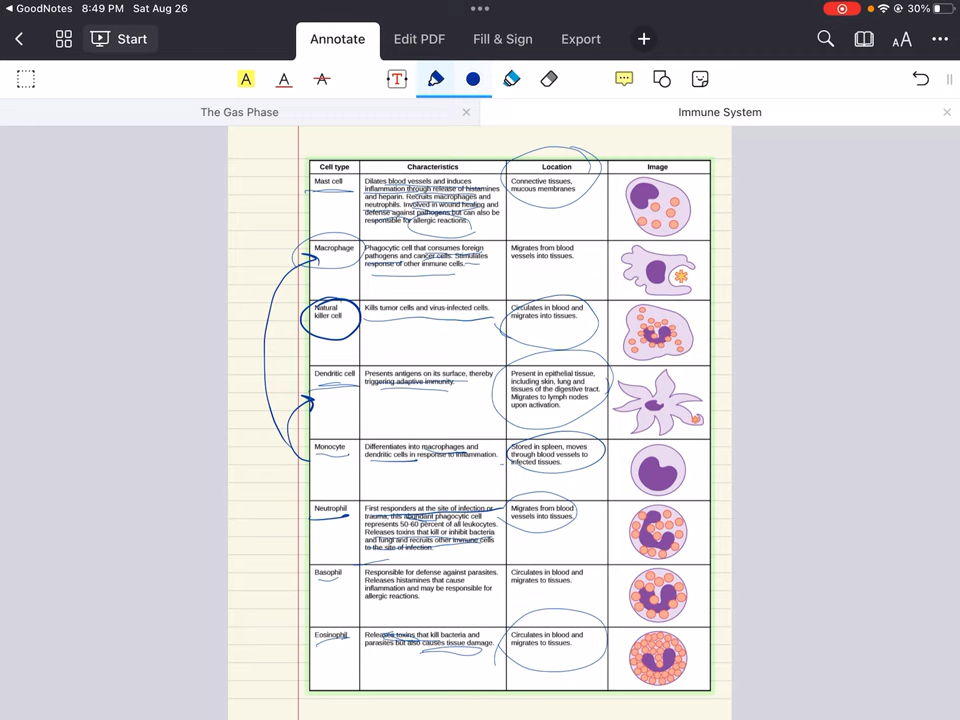 GoodNotes 8:49 PM Sat Aug 26 30%
Start Annotate Edit PDF Fill & Sign Export
The Gas Phase Immune System
Cell type Characteristics Location Image
Mast cell
Dilates blood vessels and induces
inflammation through release of histamines
and heparin. Recruits macrophages and
neutrophils. Involved in wound healing and
defense against pathogens but can also be
responsible for allergic reactions.
Connective tissues,
mucous membranes
Macrophage
Phagocytic cell that consumes foreign
pathogens and cancer cells. Stimulates
response of other immune cells.
Migrates from blood
vessels into tissues.
Natural
killer cell
Kills tumor cells and virus-infected cells.
Circulates in blood and
migrates into tissues.
Dendritic cell
Presents antigens on its surface, thereby
triggering adaptive immunity.
Present in epithelial tissue,
including skin, lung and
tissues of the digestive tract.
Migrates to lymph nodes
upon activation.
Monocyte
Differentiates into macrophages and
dendritic cells in response to inflammation.
Stored in spleen, moves
through blood vessels to
infected tissues.
Neutrophil
First responders at the site of infection or
trauma, this abundant phagocytic cell
represents 50-60 percent of all leukocytes.
Releases toxins that kill or inhibit bacteria
and fungi and recruits other immune cells
to the site of infection.
Migrates from blood
vessels into tissues.
Basophil
Responsible for defense against parasites.
Releases histamines that cause
inflammation and may be responsible for
allergic reactions.
Circulates in blood and
migrates to tissues.
Eosinophil
Releases toxins that kill bacteria and
parasites but also causes tissue damage.
Circulates in blood and
migrates to tissues.